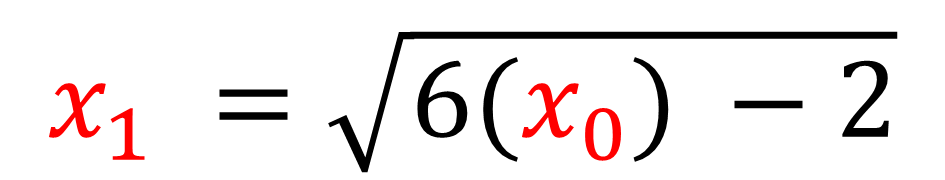 x₁ = √(6(x₀) − 2)